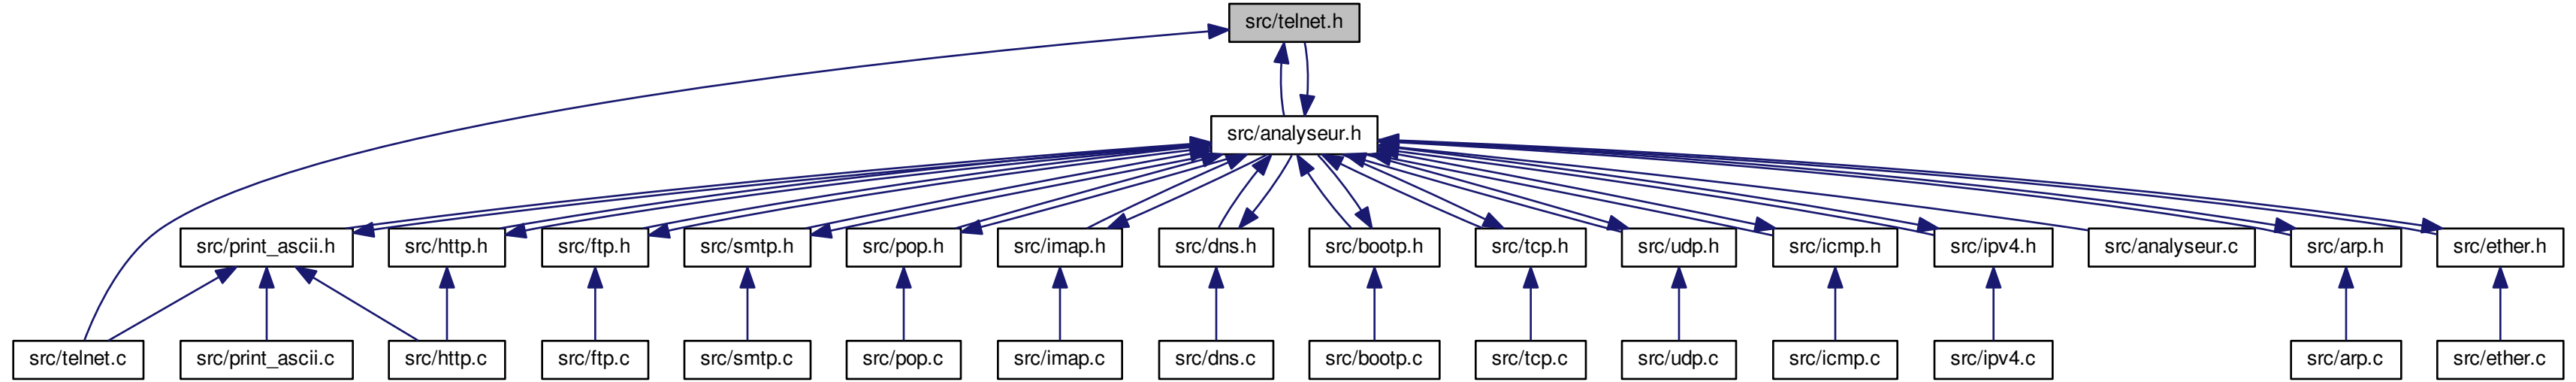 src/telnet.h
src/analyseur.h
src/print_ascii.h
src/http.h
src/ftp.h
src/smtp.h
src/pop.h
src/imap.h
src/dns.h
src/bootp.h
src/tcp.h
src/udp.h
src/icmp.h
src/ipv4.h
src/analyseur.c
src/arp.h
src/ether.h
src/telnet.c
src/print_ascii.c
src/http.c
src/ftp.c
src/smtp.c
src/pop.c
src/imap.c
src/dns.c
src/bootp.c
src/tcp.c
src/udp.c
src/icmp.c
src/ipv4.c
src/arp.c
src/ether.c